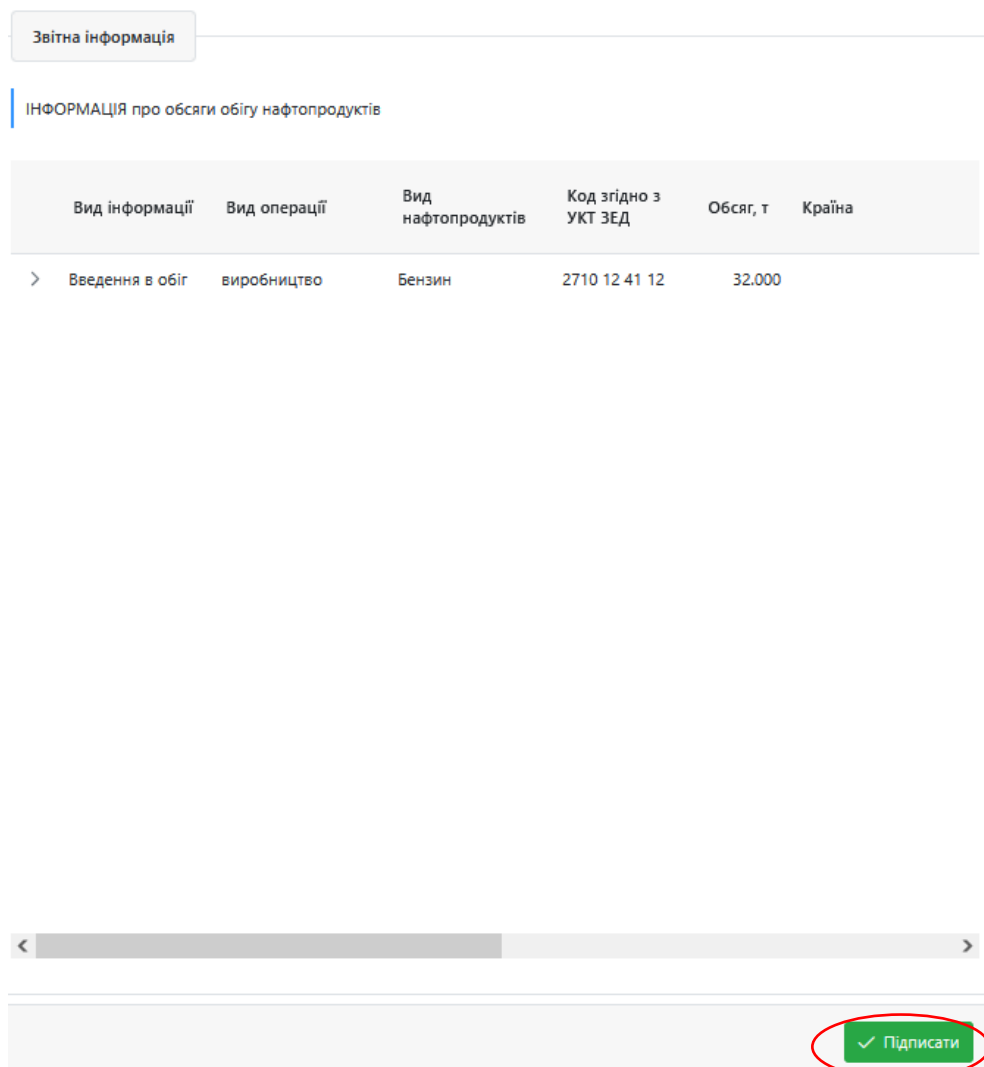 Звітна інформація
ІНФОРМАЦІЯ про обсяги обігу нафтопродуктів
Вид інформації Вид операції Вид нафтопродуктів Код згідно з УКТ ЗЕД Обсяг, т Країна
Введення в обіг виробництво Бензин 2710 12 41 12 32.000
Підписати